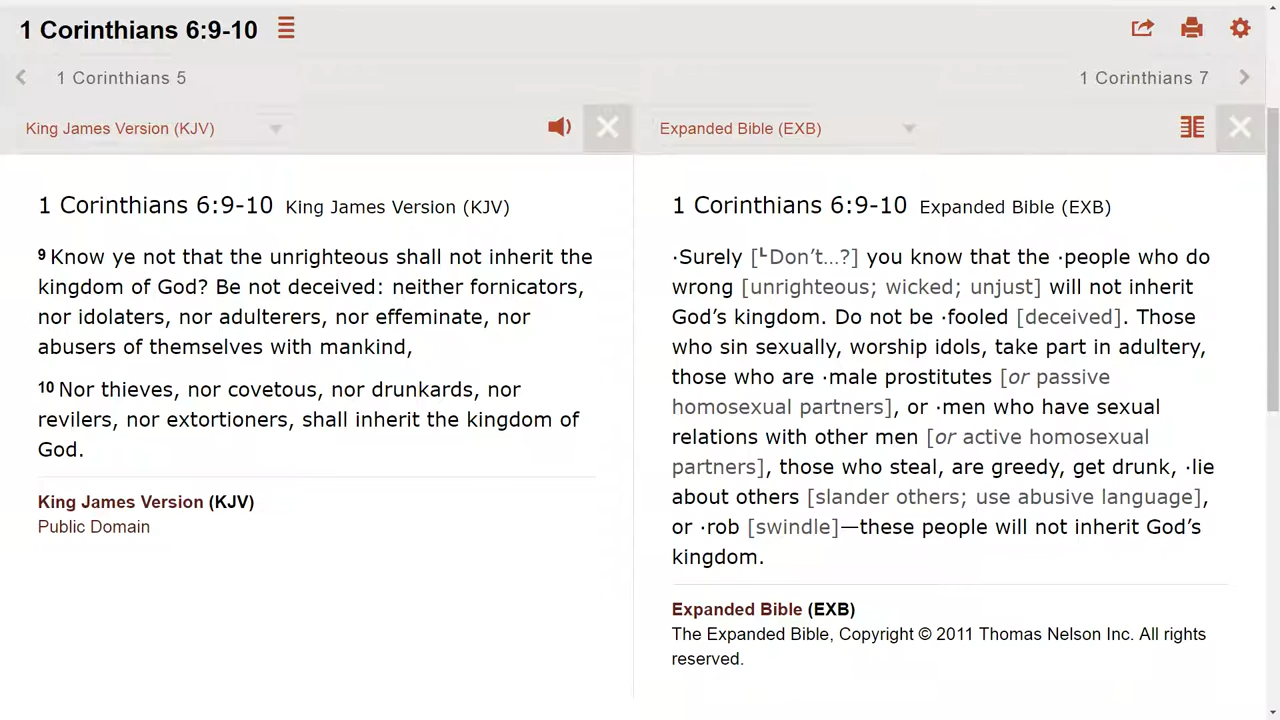 1 Corinthians 6:9-10
1 Corinthians 5
1 Corinthians 7
King James Version (KJV)
Expanded Bible (EXB)
1 Corinthians 6:9-10 King James Version (KJV)
9 Know ye not that the unrighteous shall not inherit the
kingdom of God? Be not deceived: neither fornicators,
nor idolaters, nor adulterers, nor effeminate, nor
abusers of themselves with mankind,
10 Nor thieves, nor covetous, nor drunkards, nor
revilers, nor extortioners, shall inherit the kingdom of
God.
King James Version (KJV)
Public Domain
1 Corinthians 6:9-10 Expanded Bible (EXB)
·Surely [ᴸDon’t…?] you know that the ·people who do
wrong [unrighteous; wicked; unjust] will not inherit
God’s kingdom. Do not be ·fooled [deceived]. Those
who sin sexually, worship idols, take part in adultery,
those who are ·male prostitutes [or passive
homosexual partners], or ·men who have sexual
relations with other men [or active homosexual
partners], those who steal, are greedy, get drunk, ·lie
about others [slander others; use abusive language],
or ·rob [swindle]—these people will not inherit God’s
kingdom.
Expanded Bible (EXB)
The Expanded Bible, Copyright © 2011 Thomas Nelson Inc. All rights
reserved.